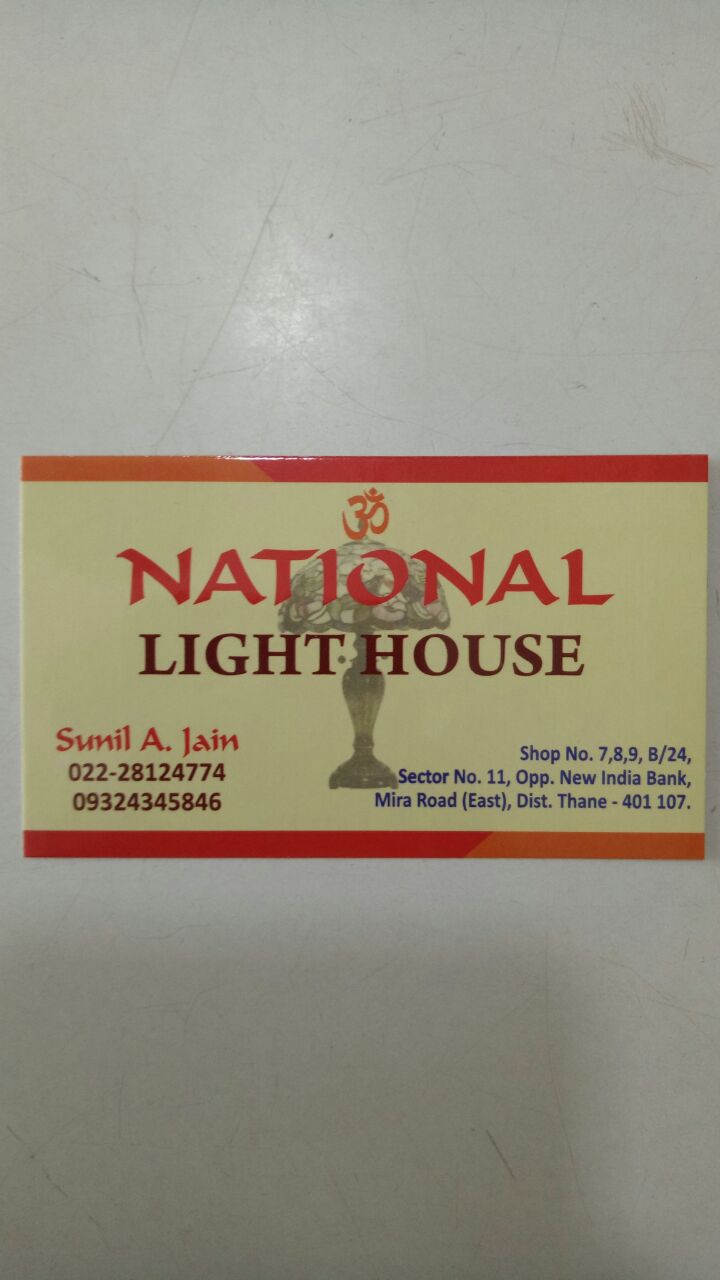 ॐ
NATIONAL
LIGHT HOUSE
Sunil A. Jain
022-28124774
09324345846
Shop No. 7,8,9, B/24,
Sector No. 11, Opp. New India Bank,
Mira Road (East), Dist. Thane - 401 107.